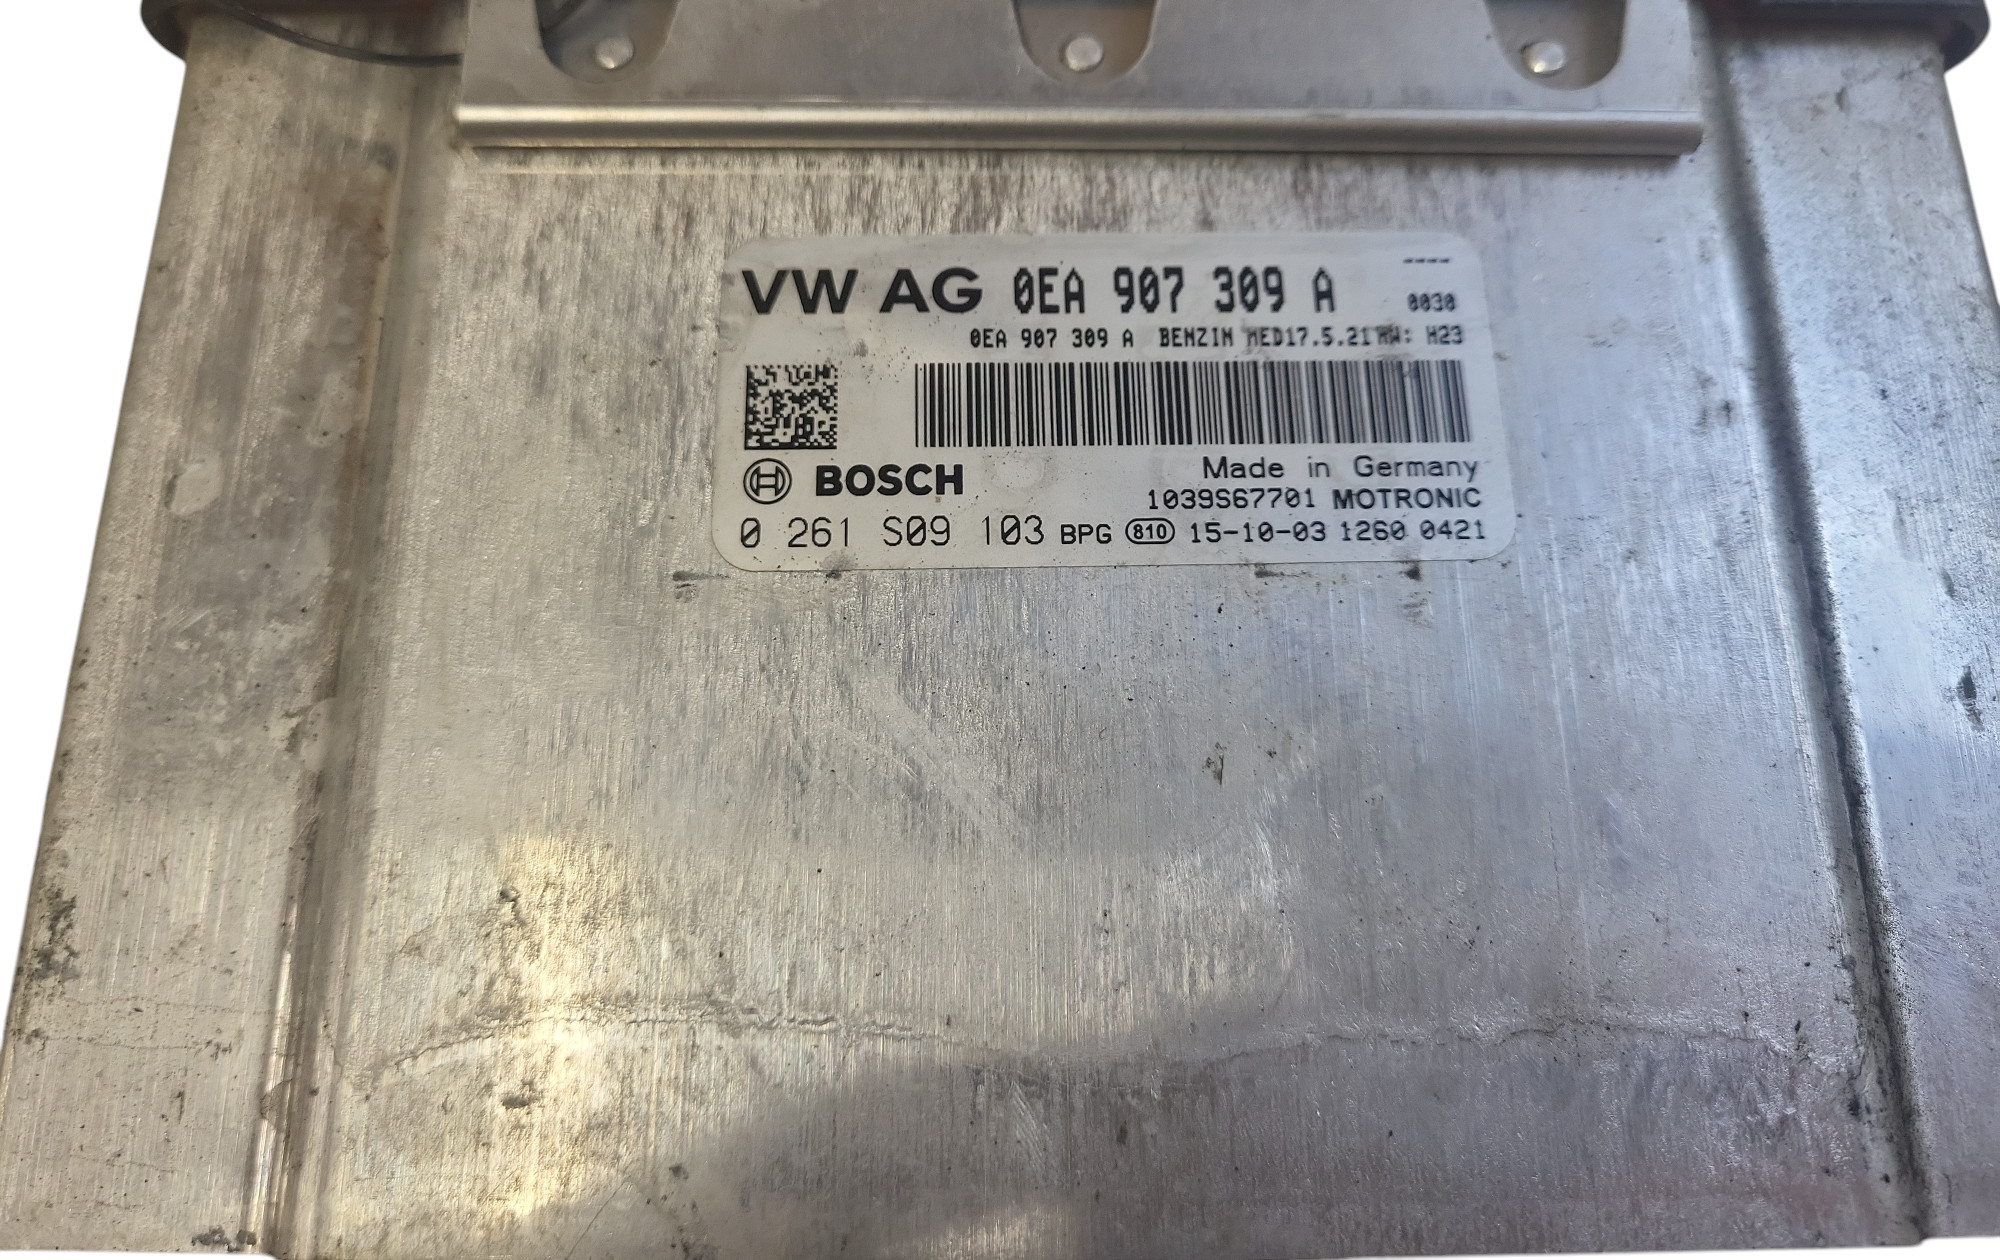 ----
VW AG 0EA 907 309 A 0030
0EA 907 309 A BENZIN MED17.5.21 HW: H23
BOSCH
Made in Germany
1039S67701 MOTRONIC
0 261 S09 103 BPG 810 15-10-03 1260 0421